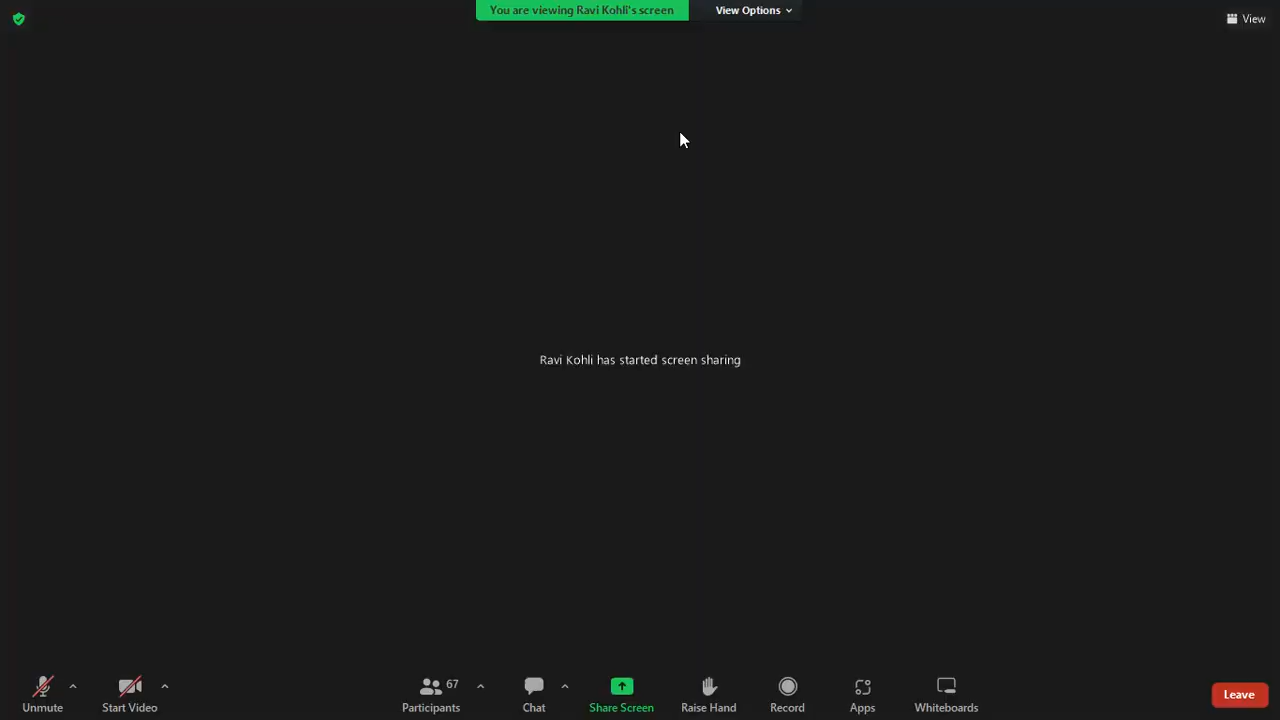 You are viewing Ravi Kohli's screen
View Options
View
Ravi Kohli has started screen sharing
Unmute
Start Video
67
Participants
Chat
Share Screen
Raise Hand
Record
Apps
Whiteboards
Leave